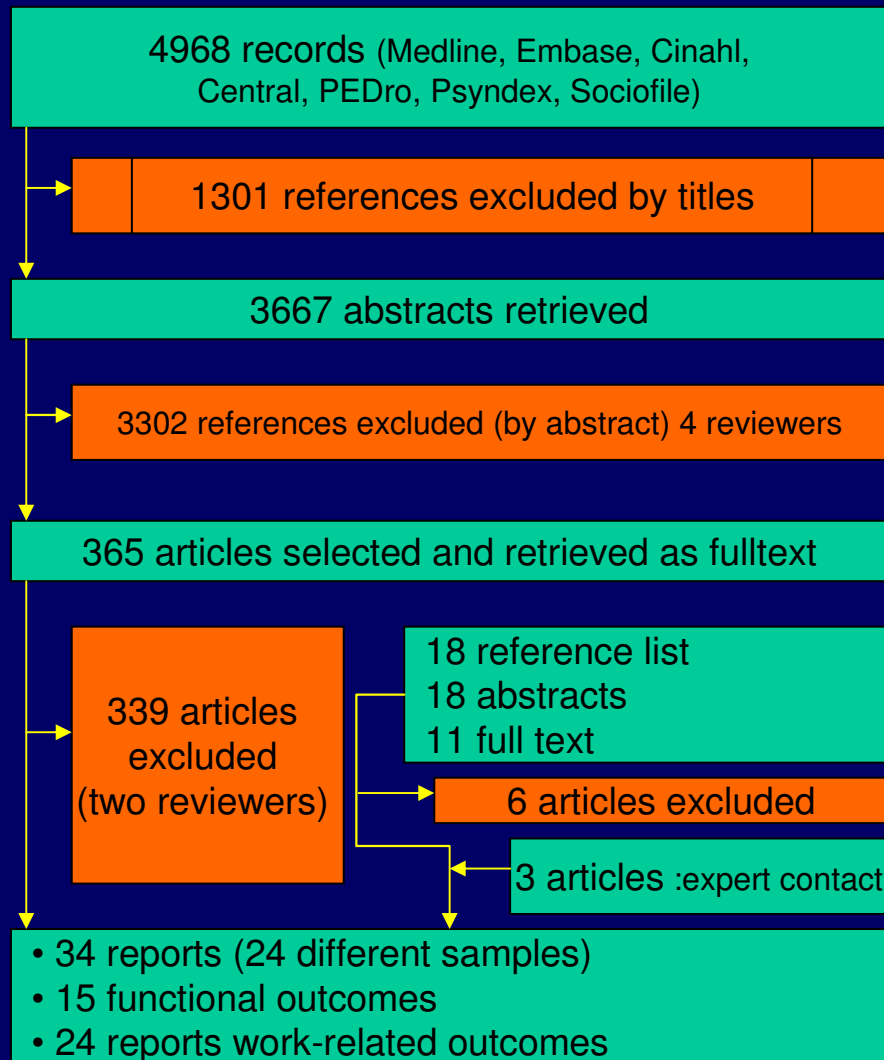 4968 records (Medline, Embase, Cinahl,
Central, PEDro, Psyndex, Sociofile)
1301 references excluded by titles
3667 abstracts retrieved
3302 references excluded (by abstract) 4 reviewers
365 articles selected and retrieved as fulltext
339 articles
excluded
(two reviewers)
18 reference list
18 abstracts
11 full text
6 articles excluded
3 articles :expert contact
• 34 reports (24 different samples)
• 15 functional outcomes
• 24 reports work-related outcomes